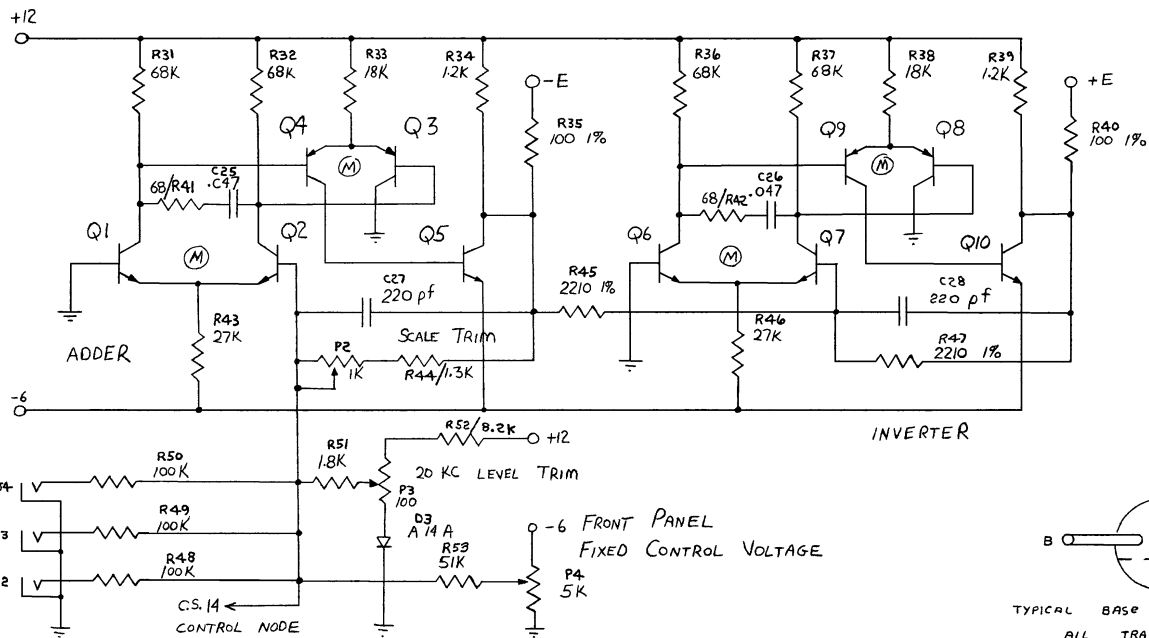 +12
R31
68K
R32
68K
R33
18K
R34
1.2K
-E
R35
100 1%
R36
68K
R37
68K
R38
18K
R39
1.2K
+E
R40
100 1%
Q4
Q3
M
Q9
Q8
M
68/R41
C25
.C47
68/R42
C26
.047
Q1
M
Q2
Q5
Q6
M
Q7
Q10
R45
2210 1%
C27
220 pf
C28
220 pf
R43
27K
SCALE TRIM
R46
27K
ADDER
P2
1K
R44/1.3K
R47
2210 1%
-6
INVERTER
R52/8.2K
+12
R50
100K
R51
1.8K
20 KC LEVEL TRIM
P3
100
R49
100K
D3
A14A
-6 FRONT PANEL
FIXED CONTROL VOLTAGE
3
B
R48
100K
R53
51K
P4
5K
2
C.S.14
CONTROL NODE
TYPICAL BASE
ALL TRA